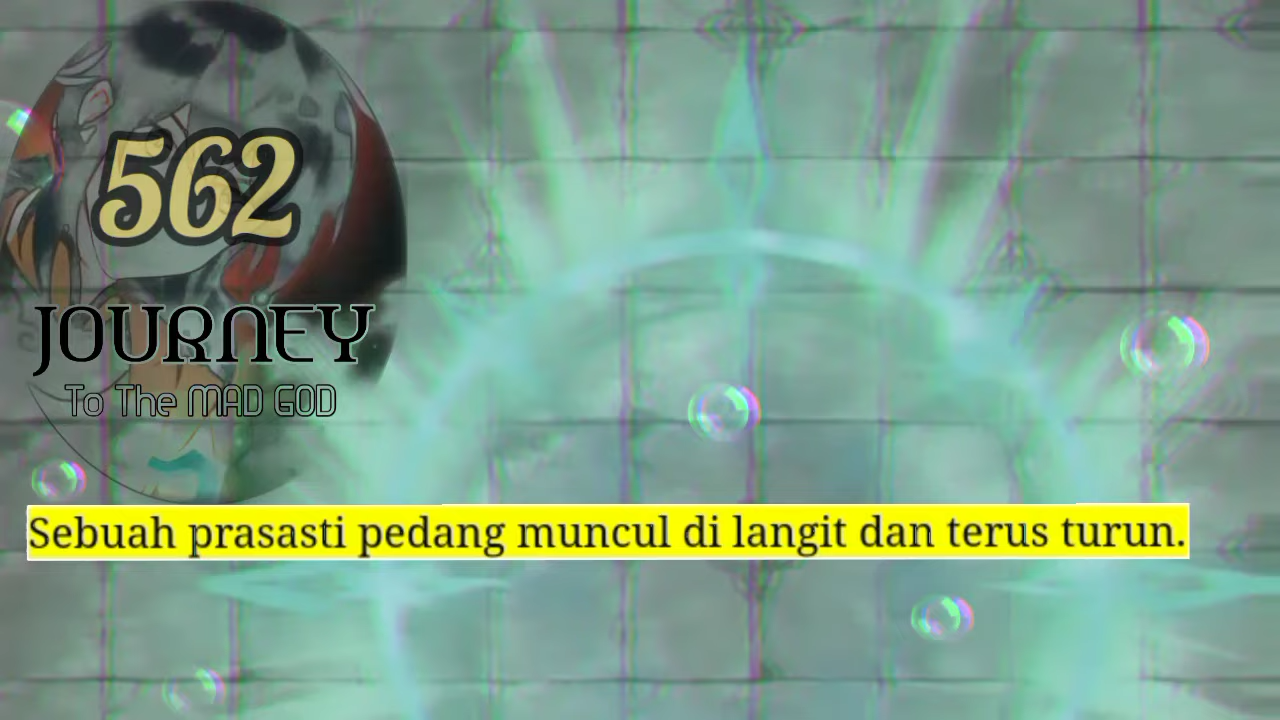 562
JOURNEY
To The MAD GOD
Sebuah prasasti pedang muncul di langit dan terus turun.